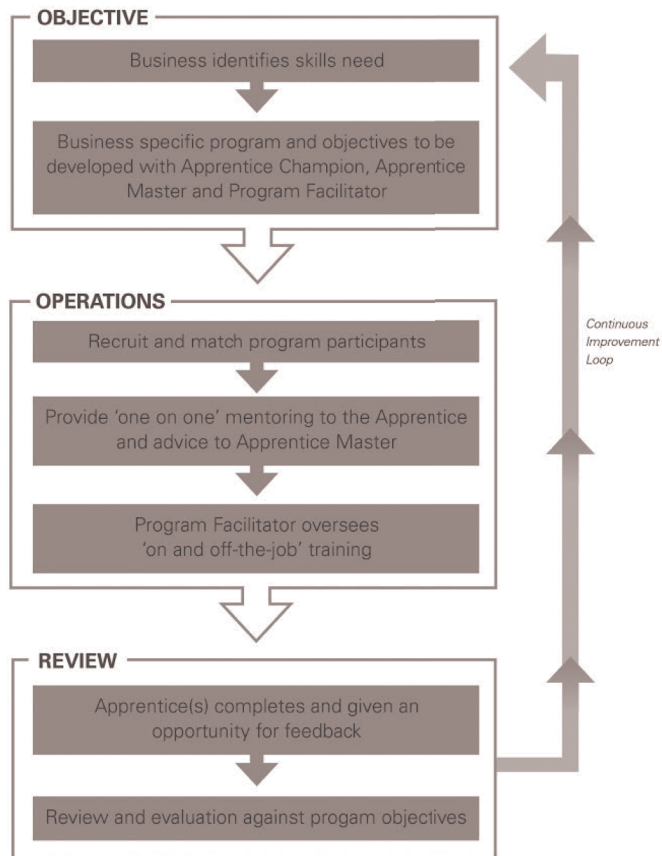 OBJECTIVE
Business identifies skills need
Business specific program and objectives to be
developed with Apprentice Champion, Apprentice
Master and Program Facilitator
OPERATIONS
Recruit and match program participants
Provide ‘one on one’ mentoring to the Apprentice
and advice to Apprentice Master
Program Facilitator oversees
‘on and off-the-job’ training
REVIEW
Apprentice(s) completes and given an
opportunity for feedback
Review and evaluation against progam objectives
Continuous
Improvement
Loop